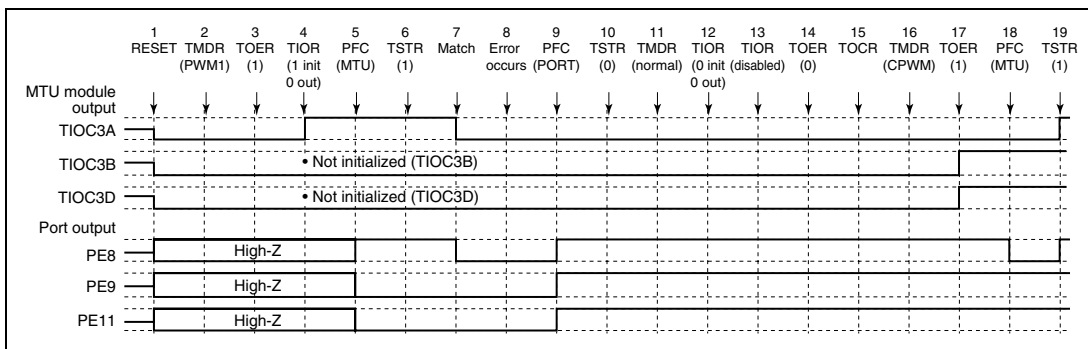 1 2 3 4 5 6 7 8 9 10 11 12 13 14 15 16 17 18 19
RESET TMDR TOER TIOR PFC TSTR Match Error PFC TSTR TMDR TIOR TIOR TOER TOCR TMDR TOER PFC TSTR
(PWM1) (1) (1 init (MTU) (1) occurs (PORT) (0) (normal) (0 init (disabled) (0) (CPWM) (1) (MTU) (1)
0 out) 0 out)
MTU module
output
TIOC3A
TIOC3B • Not initialized (TIOC3B)
TIOC3D • Not initialized (TIOC3D)
Port output
PE8 High-Z
PE9 High-Z
PE11 High-Z